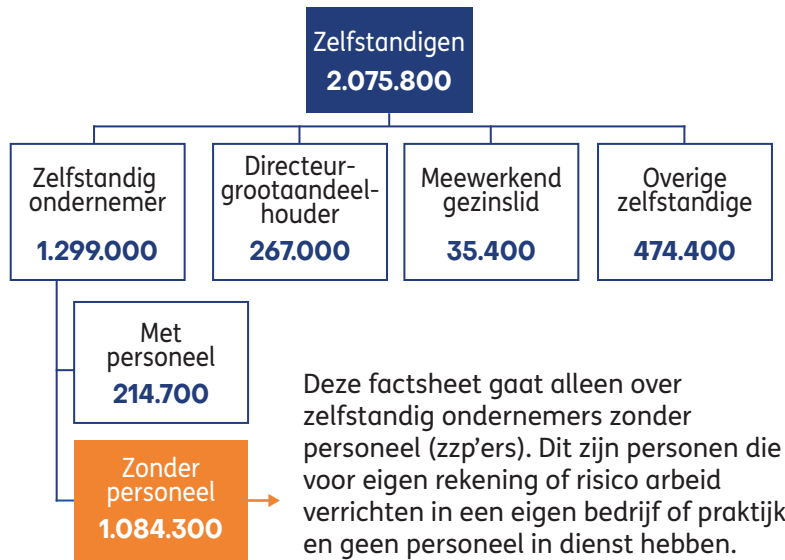 Zelfstandigen
2.075.800
Zelfstandig
ondernemer
1.299.000
Directeur-
grootaandeel-
houder
267.000
Meewerkend
gezinslid
35.400
Overige
zelfstandige
474.400
Met
personeel
214.700
Zonder
personeel
1.084.300
Deze factsheet gaat alleen over
zelfstandig ondernemers zonder
personeel (zzp’ers). Dit zijn personen die
voor eigen rekening of risico arbeid
verrichten in een eigen bedrijf of praktijk
en geen personeel in dienst hebben.